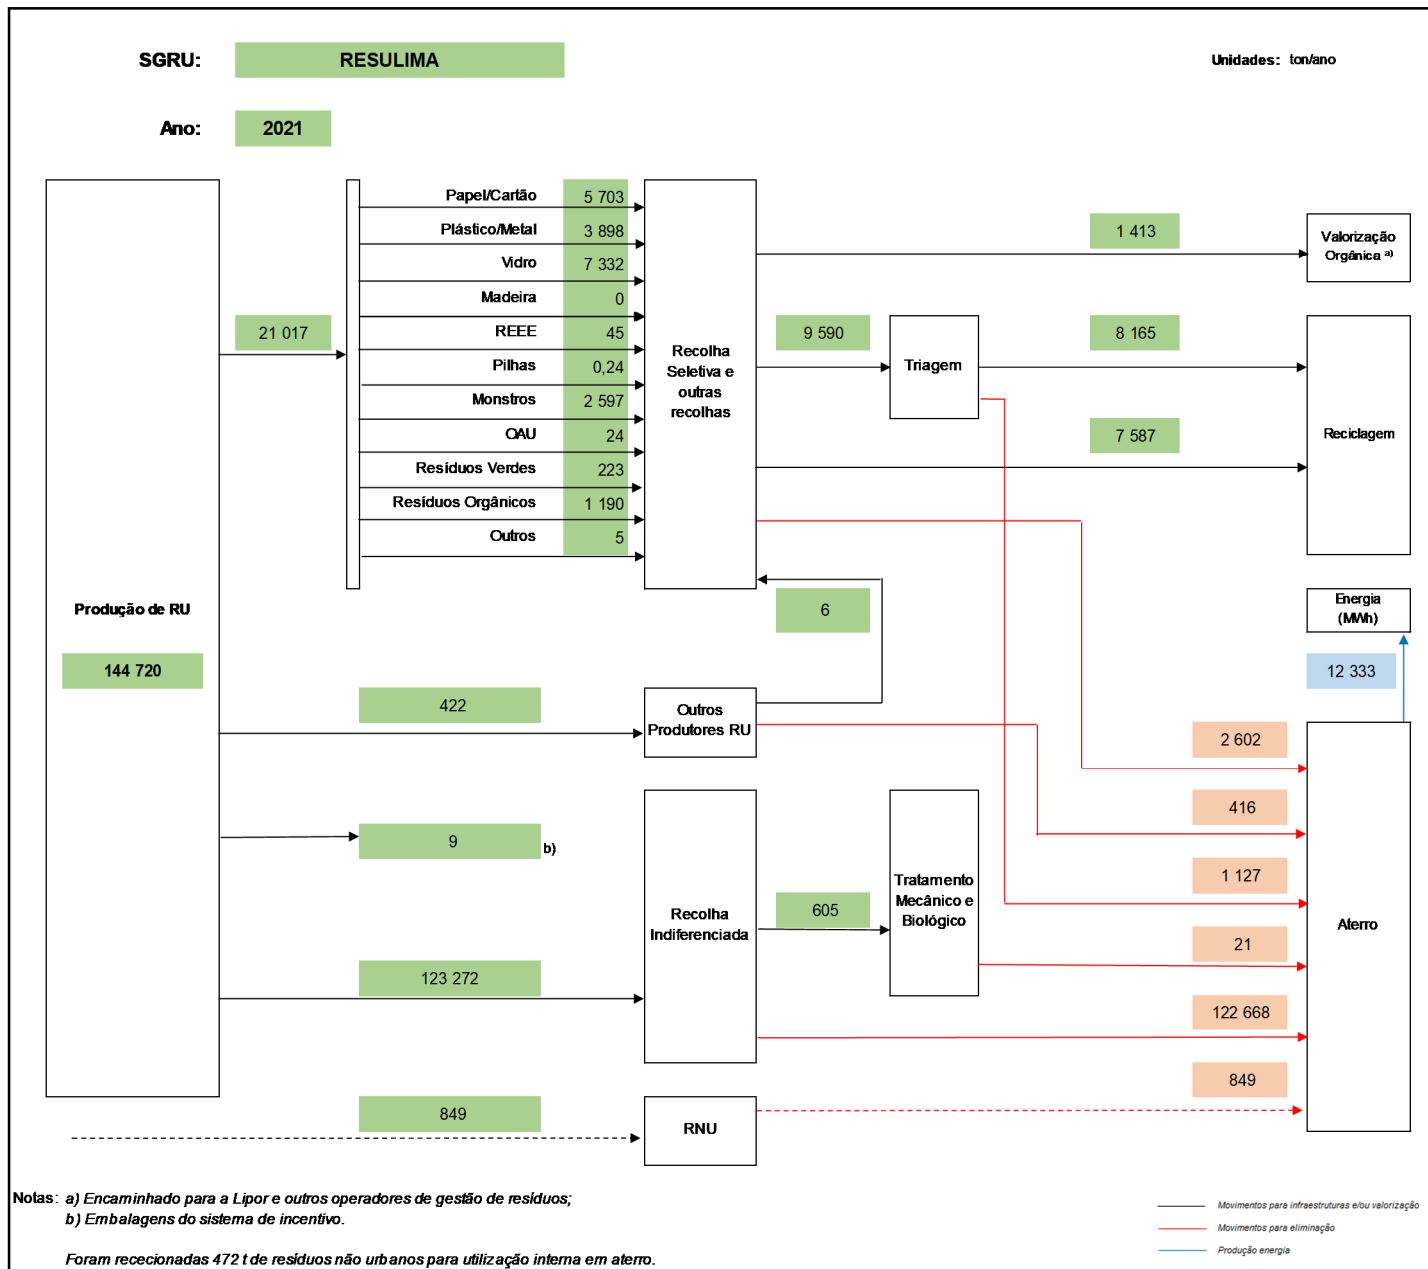 SGRU:
RESULIMA
Unidades: ton/ano
Ano:
2021
Papel/Cartão 5 703
Plástico/Metal 3 898
Vidro 7 332
Madeira 0
REEE 45
Pilhas 0,24
Monstros 2 597
OAU 24
Resíduos Verdes 223
Resíduos Orgânicos 1 190
Outros 5
21 017
Recolha
Seletiva e
outras
recolhas
1 413
Valorização
Orgânica a)
9 590
Triagem
8 165
7 587
Reciclagem
6
Energia
(MWh)
12 333
Produção de RU
144 720
422
Outros
Produtores RU
9
b)
123 272
Recolha
Indiferenciada
605
Tratamento
Mecânico e
Biológico
2 602
416
1 127
21
122 668
849
Aterro
849
RNU
Notas: a) Encaminhado para a Lipor e outros operadores de gestão de resíduos;
b) Embalagens do sistema de incentivo.
Foram rececionadas 472 t de resíduos não urbanos para utilização interna em aterro.
Movimentos para infraestruturas e/ou valorização
Movimentos para eliminação
Produção energia